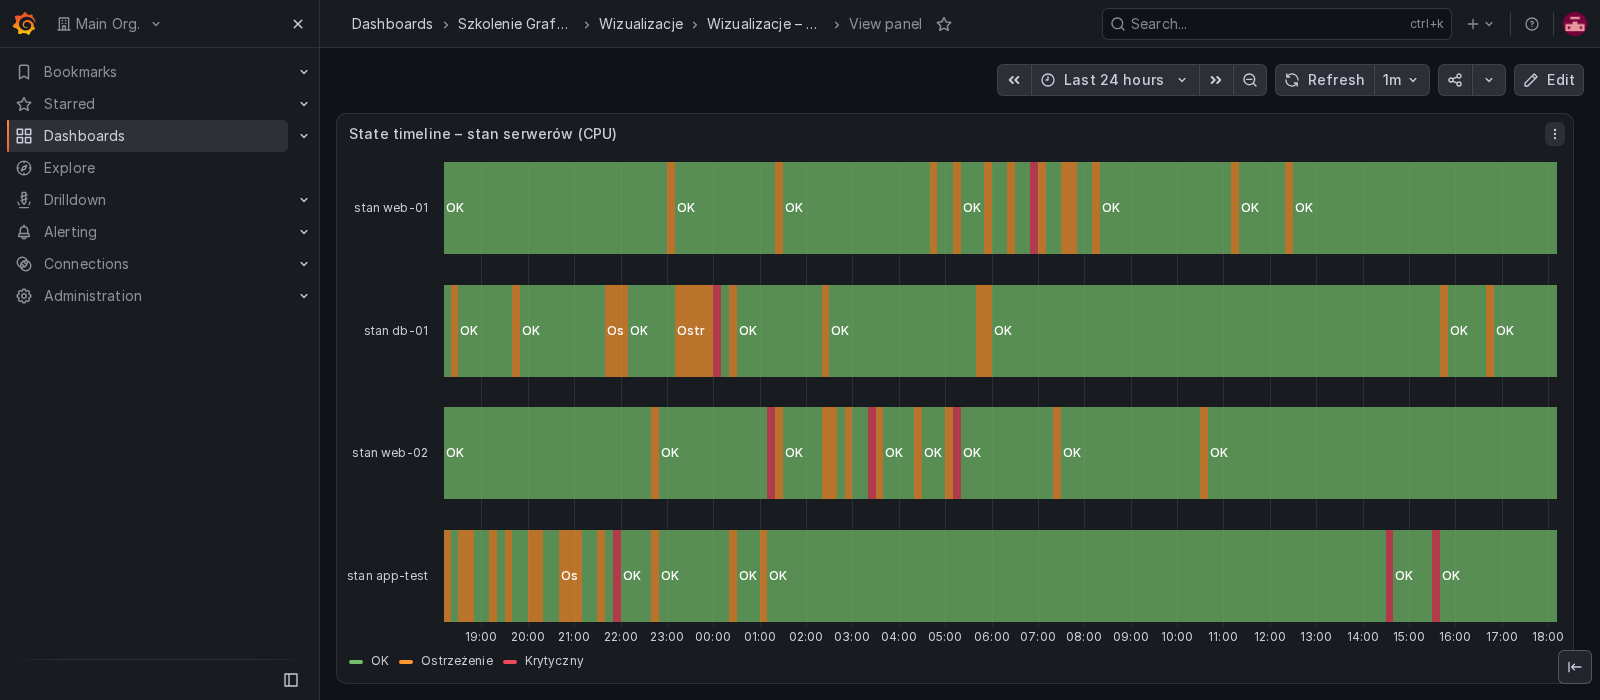 Main Org.
Dashboards > Szkolenie Graf... > Wizualizacje > Wizualizacje – ... > View panel
Search...
ctrl+k
Bookmarks
Starred
Dashboards
Explore
Drilldown
Alerting
Connections
Administration
Last 24 hours
Refresh
1m
Edit
State timeline – stan serwerów (CPU)
stan web-01
OK OK OK OK OK OK OK
stan db-01
OK OK Os OK Ostr OK OK OK OK OK
stan web-02
OK OK OK OK OK OK OK OK
stan app-test
Os OK OK OK OK OK OK
19:00 20:00 21:00 22:00 23:00 00:00 01:00 02:00 03:00 04:00 05:00 06:00 07:00 08:00 09:00 10:00 11:00 12:00 13:00 14:00 15:00 16:00 17:00 18:00
OK Ostrzeżenie Krytyczny